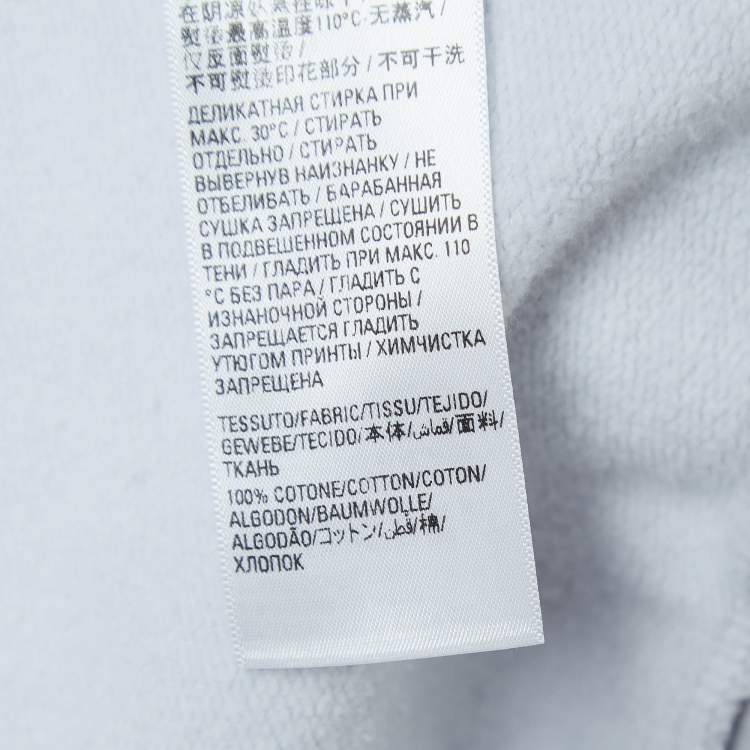 在阴凉处悬挂晾干 /
熨烫最高温度110°C·无蒸汽 /
仅反面熨烫 /
不可熨烫印花部分 / 不可干洗
ДЕЛИКАТНАЯ СТИРКА ПРИ
МАКС. 30°C / СТИРАТЬ
ОТДЕЛЬНО / СТИРАТЬ
ВЫВЕРНУВ НАИЗНАНКУ / НЕ
ОТБЕЛИВАТЬ / БАРАБАННАЯ
СУШКА ЗАПРЕЩЕНА / СУШИТЬ
В ПОДВЕШЕННОМ СОСТОЯНИИ В
ТЕНИ / ГЛАДИТЬ ПРИ МАКС. 110
°C БЕЗ ПАРА / ГЛАДИТЬ С
ИЗНАНОЧНОЙ СТОРОНЫ /
ЗАПРЕЩАЕТСЯ ГЛАДИТЬ
УТЮГОМ ПРИНТЫ / ХИМЧИСТКА
ЗАПРЕЩЕНА
TESSUTO/FABRIC/TISSU/TEJIDO/
GEWEBE/TECIDO/本体/قماش/面料/
ТКАНЬ
100% COTONE/COTTON/COTON/
ALGODON/BAUMWOLLE/
ALGODÃO/コットン/قطن/棉/
ХЛОПОК